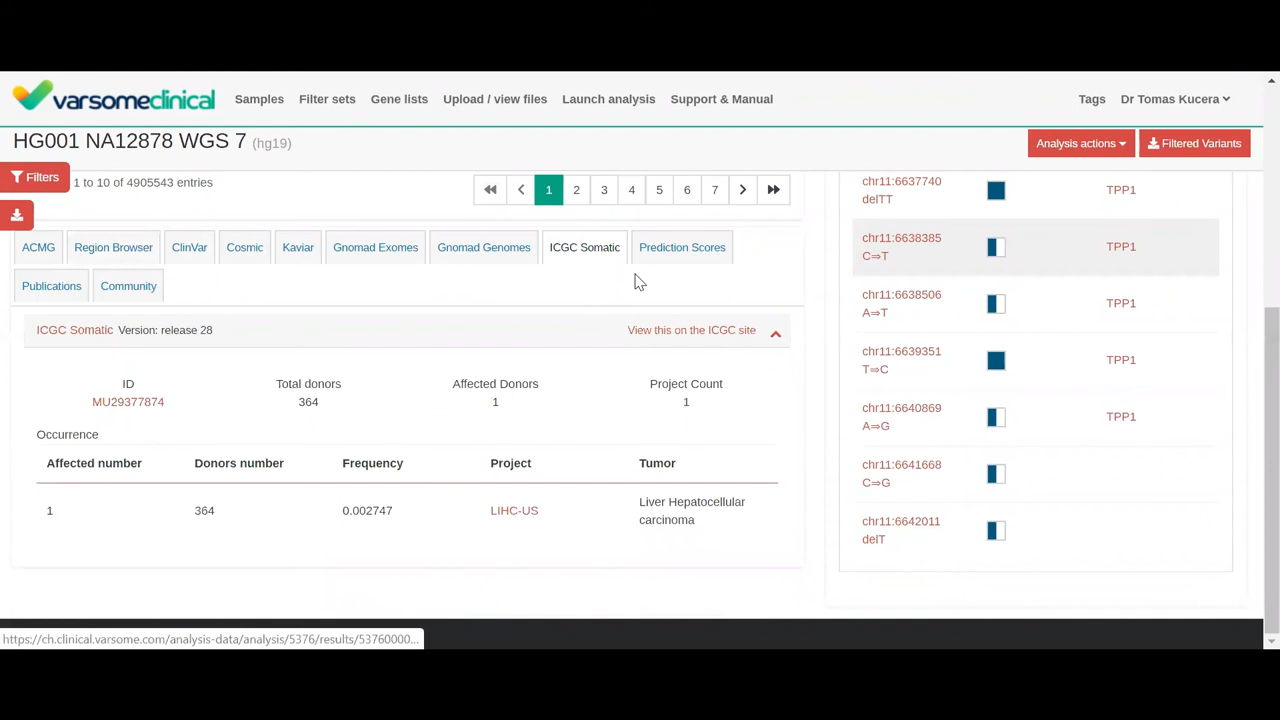 varsomeclinical
Samples Filter sets Gene lists Upload / view files Launch analysis Support & Manual Tags Dr Tomas Kucera
HG001 NA12878 WGS 7 (hg19)
Analysis actions
Filtered Variants
Filters
1 to 10 of 4905543 entries
1 2 3 4 5 6 7
ACMG Region Browser ClinVar Cosmic Kaviar Gnomad Exomes Gnomad Genomes ICGC Somatic Prediction Scores
Publications Community
ICGC Somatic Version: release 28 View this on the ICGC site
ID Total donors Affected Donors Project Count
MU29377874 364 1 1
Occurrence
Affected number Donors number Frequency Project Tumor
1 364 0.002747 LIHC-US Liver Hepatocellular
carcinoma
chr11:6637740 TPP1
delTT
chr11:6638385 TPP1
C⇒T
chr11:6638506 TPP1
A⇒T
chr11:6639351 TPP1
T⇒C
chr11:6640869 TPP1
A⇒G
chr11:6641668
C⇒G
chr11:6642011
delT
https://ch.clinical.varsome.com/analysis-data/analysis/5376/results/53760000...